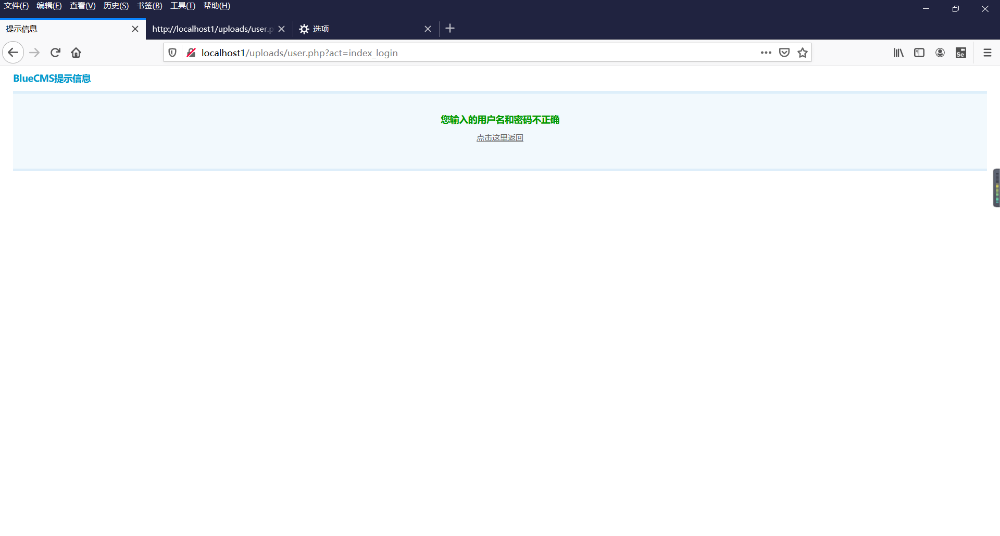 文件(F) 编辑(E) 查看(V) 历史(S) 书签(B) 工具(T) 帮助(H)
提示信息 http://localhost1/uploads/user.p 选项
localhost1/uploads/user.php?act=index_login
Se
BlueCMS提示信息
您输入的用户名和密码不正确
点击这里返回